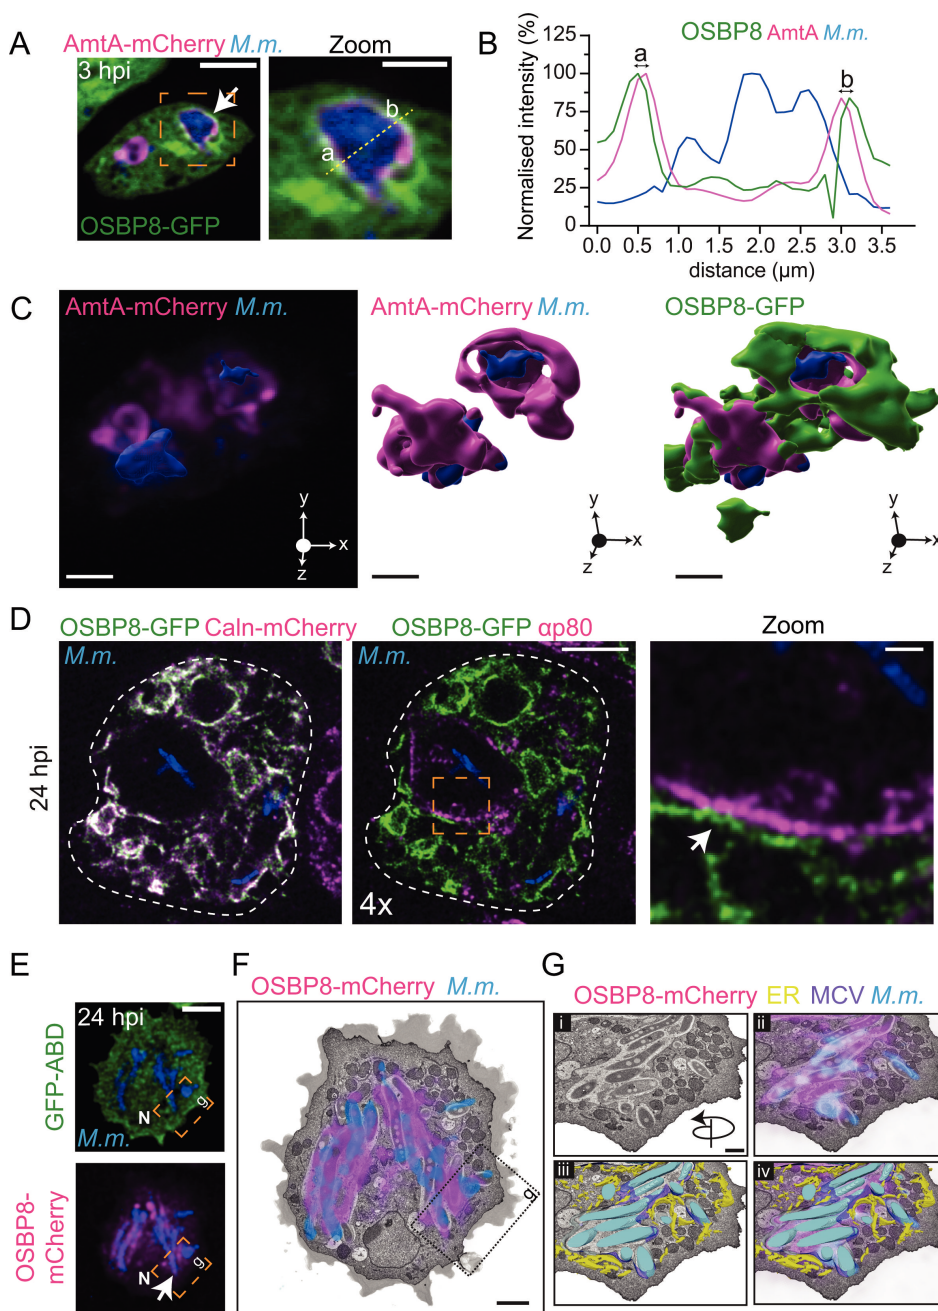 A
AmtA-mCherry M.m.
Zoom
3 hpi
OSBP8-GFP
b
a
B
OSBP8 AmtA M.m.
Normalised intensity (%)
125
100
75
50
25
0
a
b
0.0 0.5 1.0 1.5 2.0 2.5 3.0 3.5
distance (µm)
C
AmtA-mCherry M.m.
y
x
z
AmtA-mCherry M.m.
y
x
z
OSBP8-GFP
y
x
z
D
OSBP8-GFP Caln-mCherry
OSBP8-GFP αp80
Zoom
24 hpi
M.m.
M.m.
4x
E
GFP-ABD
24 hpi
N
g
M.m.
OSBP8-
mCherry
N
g
F
OSBP8-mCherry M.m.
g
G
OSBP8-mCherry ER MCV M.m.
i
ii
iii
iv